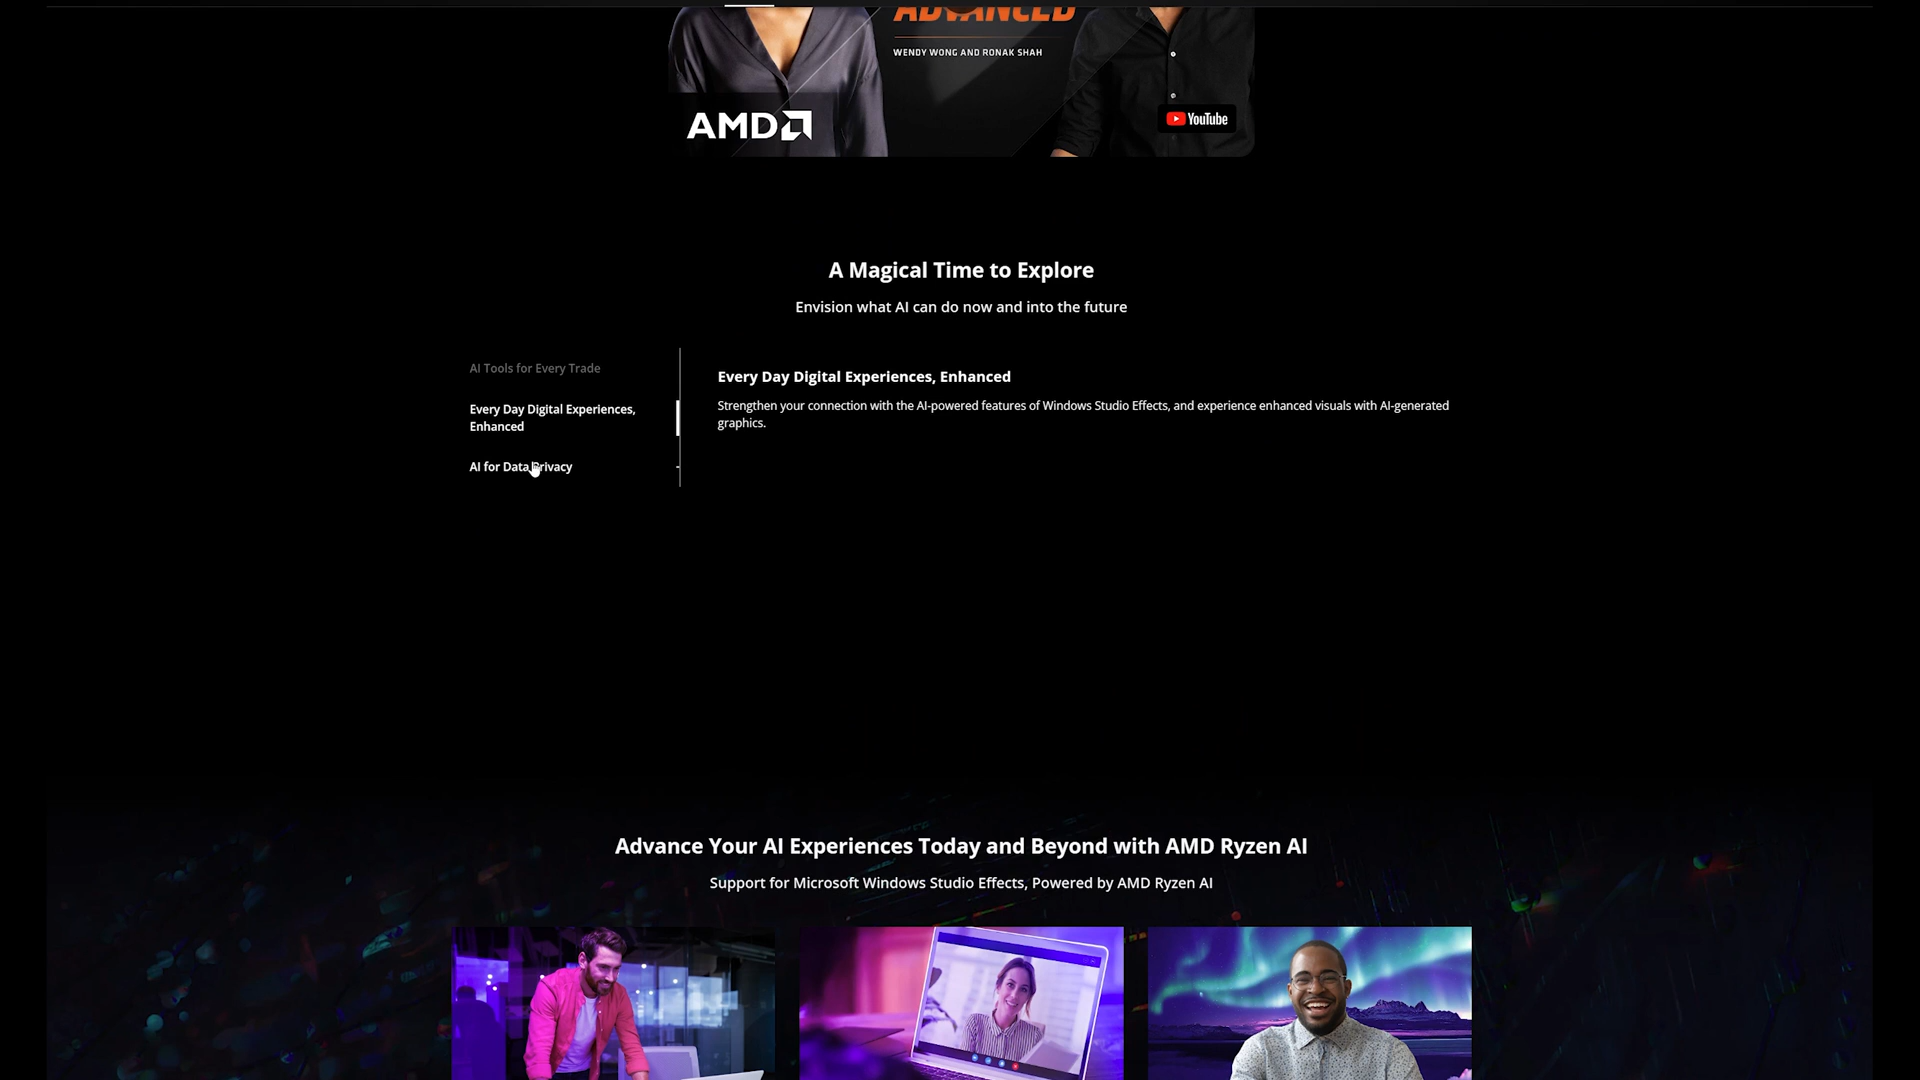 ADVANCED
WENDY WONG AND RONAK SHAH
AMD
YouTube
A Magical Time to Explore
Envision what AI can do now and into the future
AI Tools for Every Trade
Every Day Digital Experiences,
Enhanced
AI for Data Privacy
Every Day Digital Experiences, Enhanced
Strengthen your connection with the AI-powered features of Windows Studio Effects, and experience enhanced visuals with AI-generated
graphics.
Advance Your AI Experiences Today and Beyond with AMD Ryzen AI
Support for Microsoft Windows Studio Effects, Powered by AMD Ryzen AI